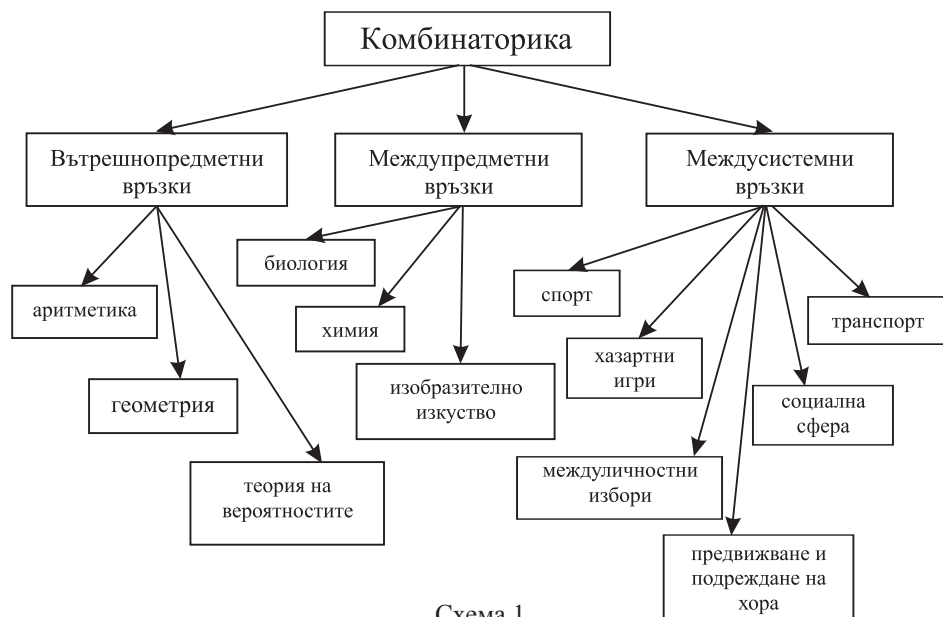 Комбинаторика
Вътрешнопредметни
връзки
Междупредметни
връзки
Междусистемни
връзки
аритметика
геометрия
теория на
вероятностите
биология
химия
изобразително
изкуство
спорт
хазартни
игри
междуличностни
избори
предвижване и
подреждане на
хора
социална
сфера
транспорт
Схема 1